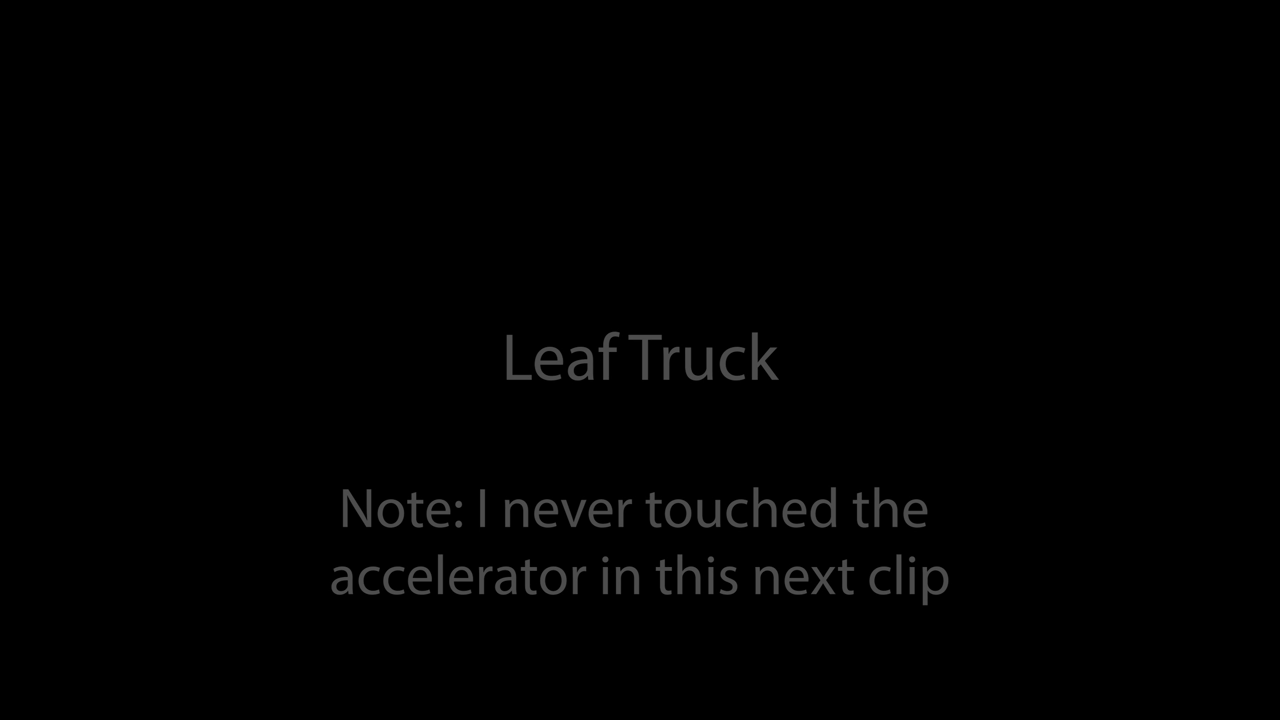 Leaf Truck
Note: I never touched the
accelerator in this next clip